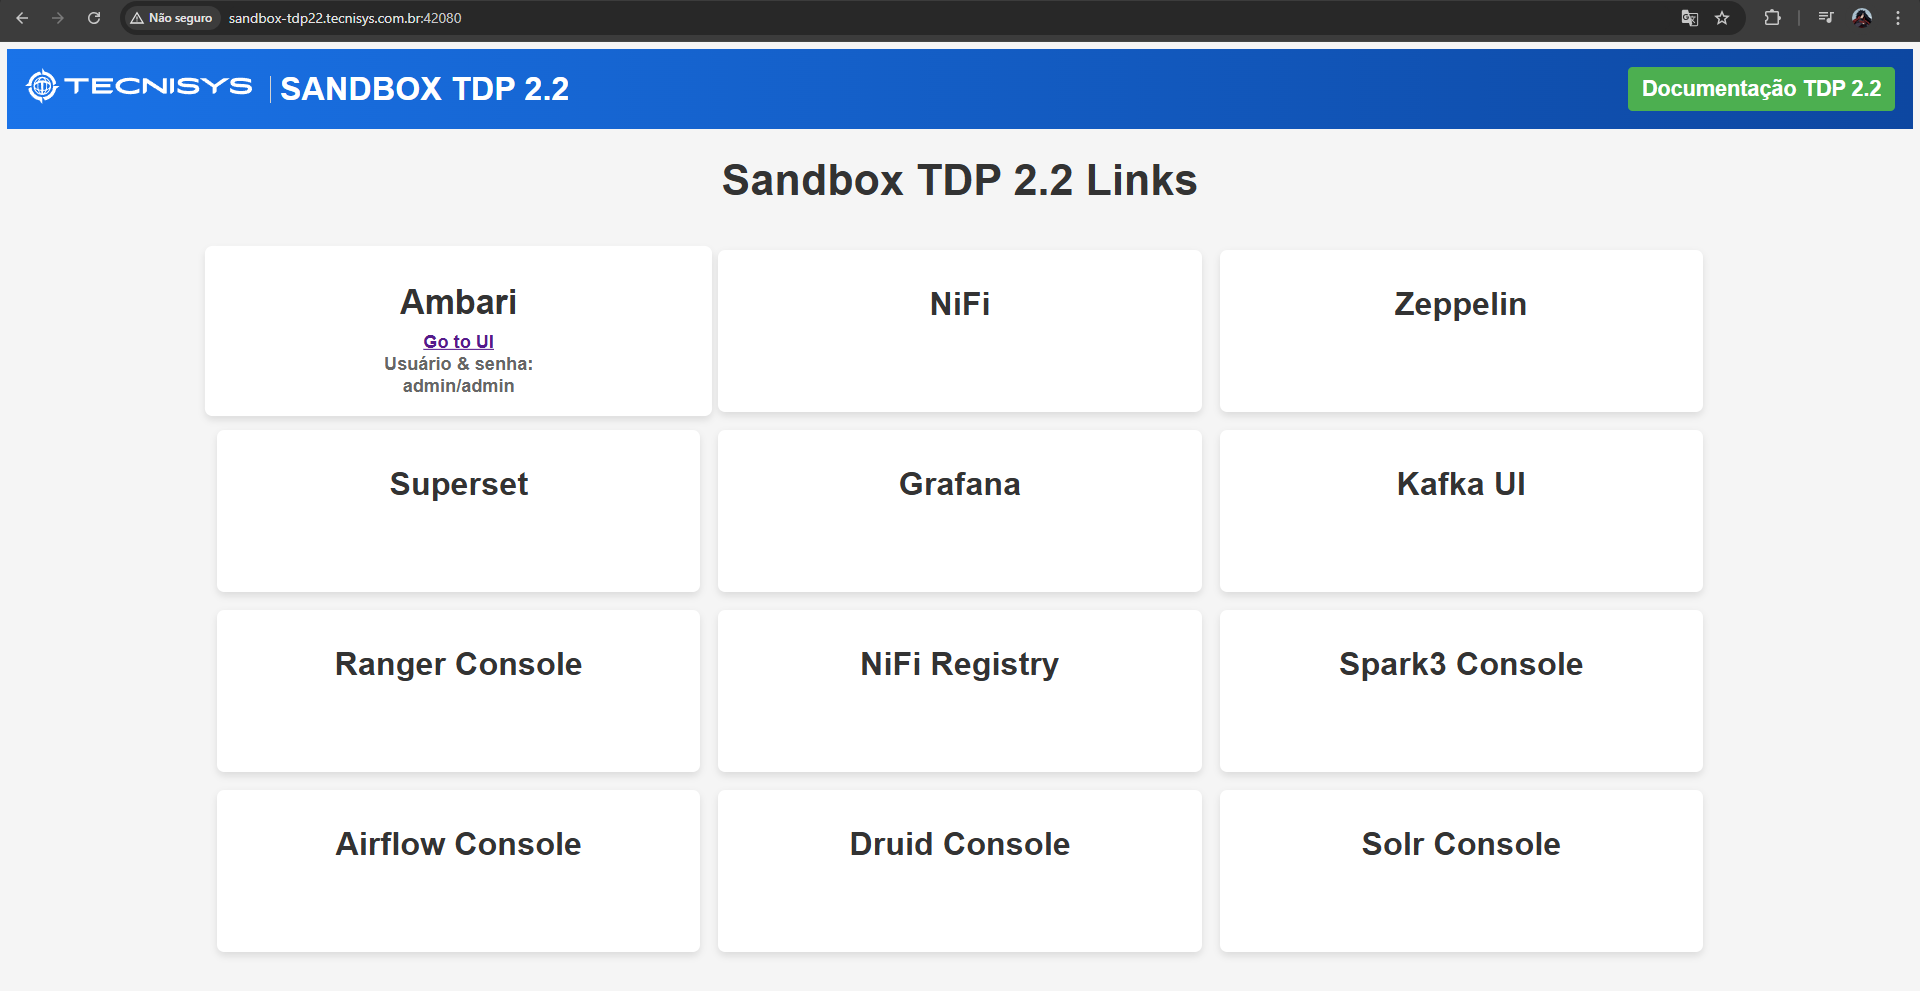 Não seguro
sandbox-tdp22.tecnisys.com.br:42080
TECNISYS
SANDBOX TDP 2.2
Documentação TDP 2.2
Sandbox TDP 2.2 Links
Ambari
Go to UI
Usuário & senha:
admin/admin
NiFi
Zeppelin
Superset
Grafana
Kafka UI
Ranger Console
NiFi Registry
Spark3 Console
Airflow Console
Druid Console
Solr Console